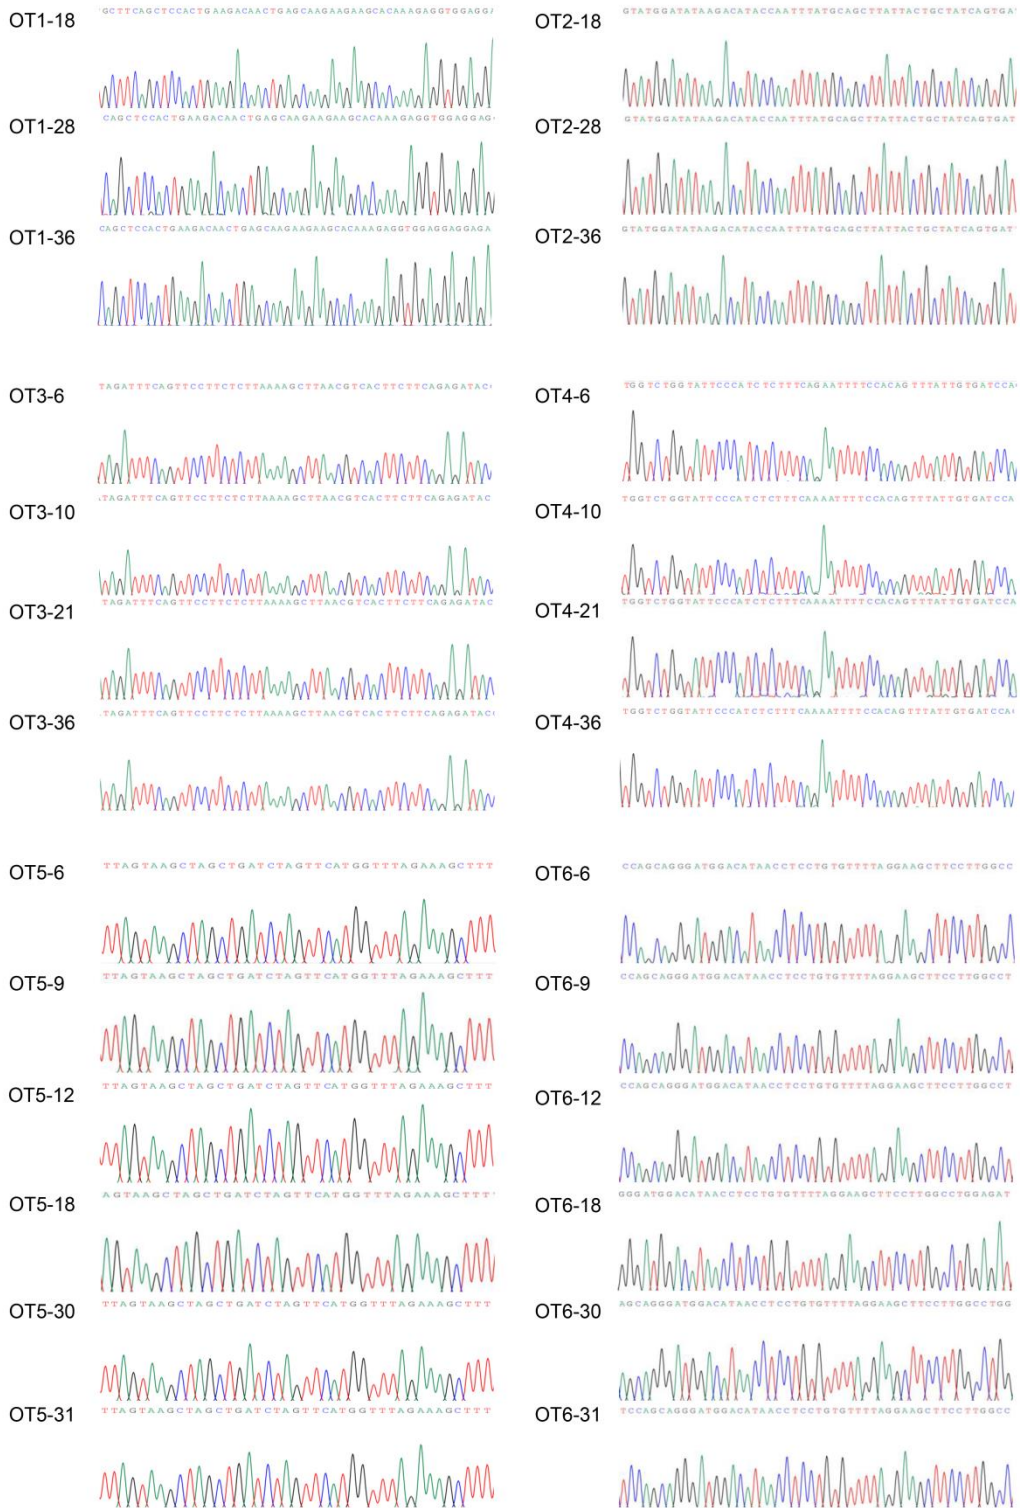 OT1-18
GCTTCAGCTCCACTGAAGACAACTGAGCAAGAAGAAGCACAAAGAGGTGGAGG
OT1-28
CAGCTCCACTGAAGACAACTGAGCAAGAAGAAGCACAAAGAGGTGGAGGAG
OT1-36
CAGCTCCACTGAAGACAACTGAGCAAGAAGAAGCACAAAGAGGTGGAGGAGGAGA
OT2-18
GTATGGATATAAGACATACCAATTTATGCAGCTTATTACTGCTATCAGTGA
OT2-28
GTATGGATATAAGACATACCAATTTATGCAGCTTATTACTGCTATCAGTGAT
OT2-36
GTATGGATATAAGACATACCAATTTATGCAGCTTATTACTGCTATCAGTGAT
OT3-6
TAGATTTCAGTTCCTTCTCTTAAAAGCTTAACGTCACTTCTTCAGAGATAC
OT3-10
TAGATTTCAGTTCCTTCTCTTAAAAGCTTAACGTCACTTCTTCAGAGATAC
OT3-21
TAGATTTCAGTTCCTTCTCTTAAAAGCTTAACGTCACTTCTTCAGAGATAC
OT3-36
TAGATTTCAGTTCCTTCTCTTAAAAGCTTAACGTCACTTCTTCAGAGATAC
OT4-6
TGGTCTGGTATTCCCATCTCTTTCAGAATTTTCCACAGTTTATTGTGATCCA
OT4-10
TGGTCTGGTATTCCCATCTCTTTCAAAATTTTCCACAGTTTATTGTGATCCA
OT4-21
TGGTCTGGTATTCCCATCTCTTTCAAAATTTTCCACAGTTTATTGTGATCCA
OT4-36
TGGTCTGGTATTCCCATCTCTTTCAAAATTTTCCACAGTTTATTGTGATCCA
OT5-6
TTAGTAAGCTAGCTGATCTAGTTCATGGTTTAGAAAGCTTT
OT5-9
TTAGTAAGCTAGCTGATCTAGTTCATGGTTTAGAAAGCTTT
OT5-12
TTAGTAAGCTAGCTGATCTAGTTCATGGTTTAGAAAGCTTT
OT5-18
AGTAAGCTAGCTGATCTAGTTCATGGTTTAGAAAGCTTT
OT5-30
TTAGTAAGCTAGCTGATCTAGTTCATGGTTTAGAAAGCTTT
OT5-31
TTAGTAAGCTAGCTGATCTAGTTCATGGTTTAGAAAGCTTT
OT6-6
CCAGCAGGGATGGACATAACCTCCTGTGTTTTAGGAAGCTTCCTTGGCC
OT6-9
CCAGCAGGGATGGACATAACCTCCTGTGTTTTAGGAAGCTTCCTTGGCCT
OT6-12
CCAGCAGGGATGGACATAACCTCCTGTGTTTTAGGAAGCTTCCTTGGCCT
OT6-18
GGGATGGACATAACCTCCTGTGTTTTAGGAAGCTTCCTTGGCCTGGAGAT
OT6-30
AGCAGGGATGGACATAACCTCCTGTGTTTTAGGAAGCTTCCTTGGCCTGG
OT6-31
TCCAGCAGGGATGGACATAACCTCCTGTGTTTTAGGAAGCTTCCTTGGCC